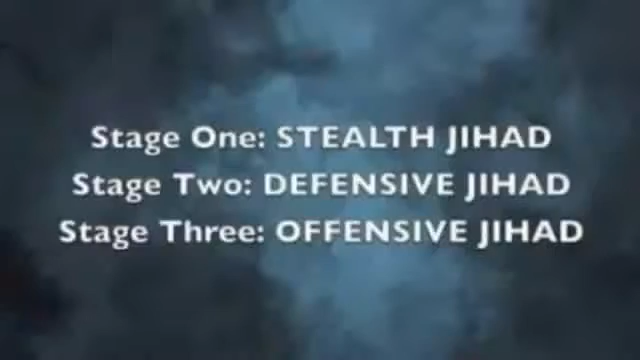 Stage One: STEALTH JIHAD
Stage Two: DEFENSIVE JIHAD
Stage Three: OFFENSIVE JIHAD